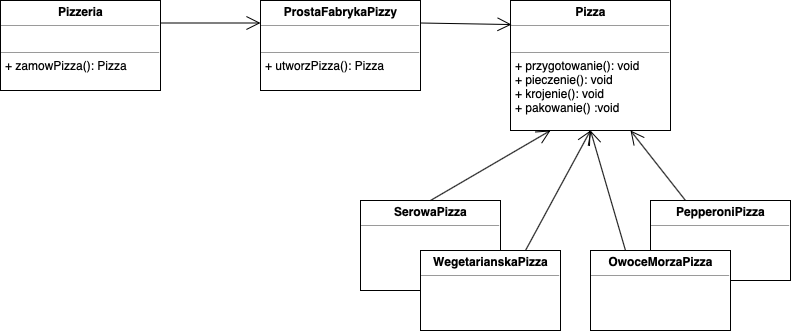 Pizzeria
+ zamowPizza(): Pizza
ProstaFabrykaPizzy
+ utworzPizza(): Pizza
Pizza
+ przygotowanie(): void
+ pieczenie(): void
+ krojenie(): void
+ pakowanie() :void
SerowaPizza
WegetarianskaPizza
OwoceMorzaPizza
PepperoniPizza